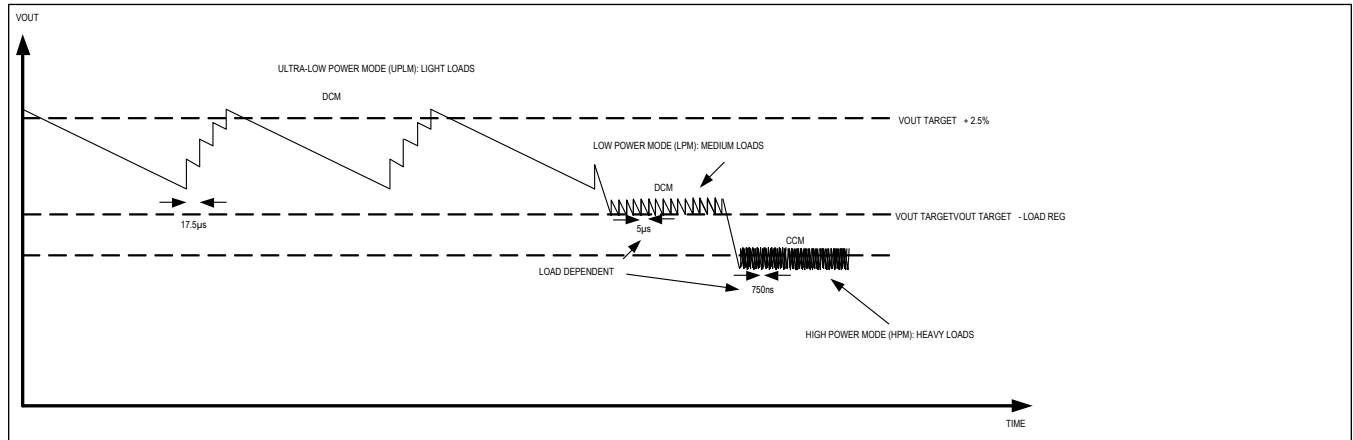 VOUT
ULTRA-LOW POWER MODE (UPLM): LIGHT LOADS
DCM
VOUT TARGET + 2.5%
LOW POWER MODE (LPM): MEDIUM LOADS
DCM
17.5µs
VOUT TARGETVOUT TARGET - LOAD REG
5µs
CCM
LOAD DEPENDENT
750ns
HIGH POWER MODE (HPM): HEAVY LOADS
TIME